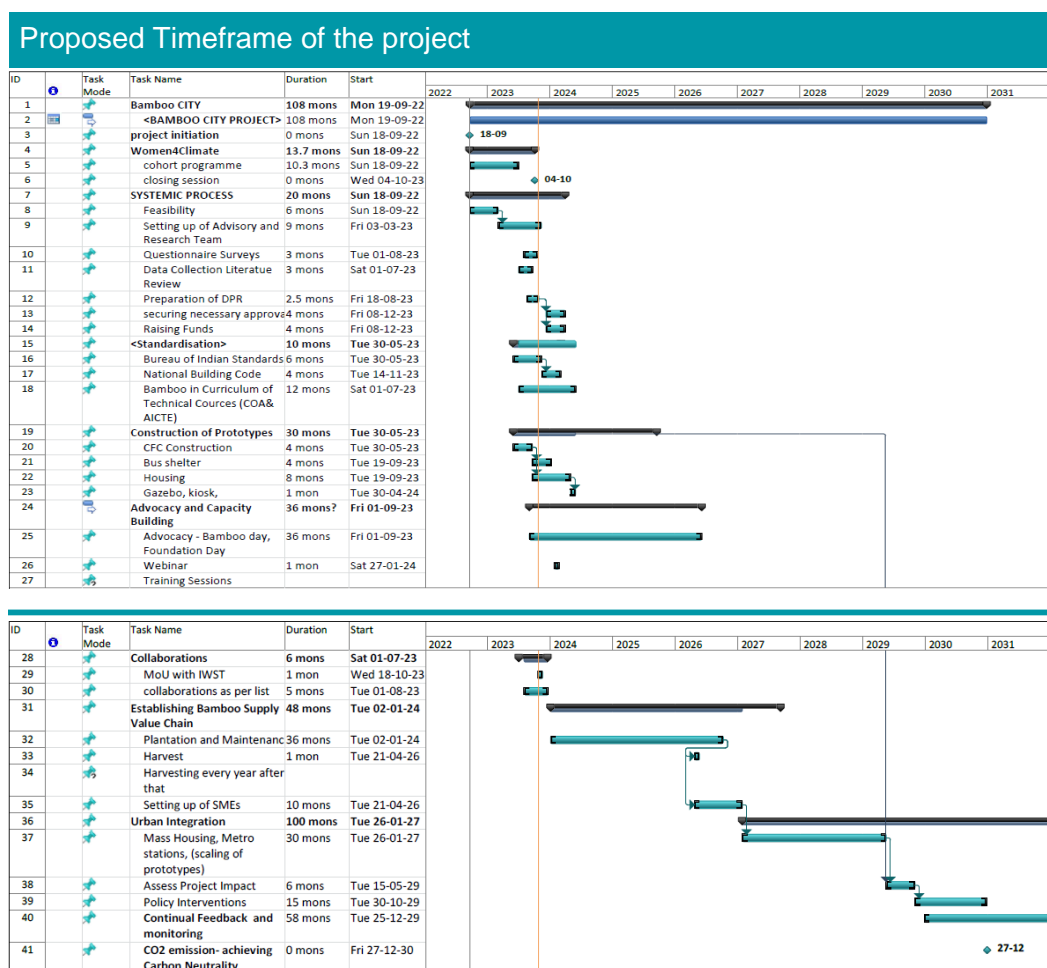 Proposed Timeframe of the project
ID Task Mode Task Name Duration Start
2022 2023 2024 2025 2026 2027 2028 2029 2030 2031
1 Bamboo CITY 108 mons Mon 19-09-22
2 <BAMBOO CITY PROJECT> 108 mons Mon 19-09-22
3 project initiation 0 mons Sun 18-09-22 18-09
4 Women4Climate 13.7 mons Sun 18-09-22
5 cohort programme 10.3 mons Sun 18-09-22
6 closing session 0 mons Wed 04-10-23 04-10
7 SYSTEMIC PROCESS 20 mons Sun 18-09-22
8 Feasibility 6 mons Sun 18-09-22
9 Setting up of Advisory and 9 mons Fri 03-03-23
Research Team
10 Questionnaire Surveys 3 mons Tue 01-08-23
11 Data Collection Literatue 3 mons Sat 01-07-23
Review
12 Preparation of DPR 2.5 mons Fri 18-08-23
13 securing necessary approva 4 mons Fri 08-12-23
14 Raising Funds 4 mons Fri 08-12-23
15 <Standardisation> 10 mons Tue 30-05-23
16 Bureau of Indian Standards 6 mons Tue 30-05-23
17 National Building Code 4 mons Tue 14-11-23
18 Bamboo in Curriculum of 12 mons Sat 01-07-23
Technical Cources (COA&
AICTE)
19 Construction of Prototypes 30 mons Tue 30-05-23
20 CFC Construction 4 mons Tue 30-05-23
21 Bus shelter 4 mons Tue 19-09-23
22 Housing 8 mons Tue 19-09-23
23 Gazebo, kiosk, 1 mon Tue 30-04-24
24 Advocacy and Capacity 36 mons? Fri 01-09-23
Building
25 Advocacy - Bamboo day, 36 mons Fri 01-09-23
Foundation Day
26 Webinar 1 mon Sat 27-01-24
27 Training Sessions
ID Task Mode Task Name Duration Start
2022 2023 2024 2025 2026 2027 2028 2029 2030 2031
28 Collaborations 6 mons Sat 01-07-23
29 MoU with IWST 1 mon Wed 18-10-23
30 collaborations as per list 5 mons Tue 01-08-23
31 Establishing Bamboo Supply 48 mons Tue 02-01-24
Value Chain
32 Plantation and Maintenanc 36 mons Tue 02-01-24
33 Harvest 1 mon Tue 21-04-26
34 Harvesting every year after
that
35 Setting up of SMEs 10 mons Tue 21-04-26
36 Urban Integration 100 mons Tue 26-01-27
37 Mass Housing, Metro 30 mons Tue 26-01-27
stations, (scaling of
prototypes)
38 Assess Project Impact 6 mons Tue 15-05-29
39 Policy Interventions 15 mons Tue 30-10-29
40 Continual Feedback and 58 mons Tue 25-12-29
monitoring
41 CO2 emission- achieving 0 mons Fri 27-12-30 27-12
Carbon Neutrality